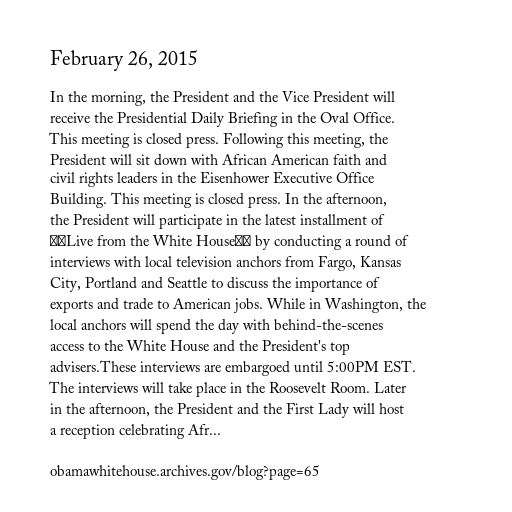 February 26, 2015
In the morning, the President and the Vice President will
receive the Presidential Daily Briefing in the Oval Office.
This meeting is closed press. Following this meeting, the
President will sit down with African American faith and
civil rights leaders in the Eisenhower Executive Office
Building. This meeting is closed press. In the afternoon,
the President will participate in the latest installment of
Live from the White House by conducting a round of
interviews with local television anchors from Fargo, Kansas
City, Portland and Seattle to discuss the importance of
exports and trade to American jobs. While in Washington, the
local anchors will spend the day with behind-the-scenes
access to the White House and the President's top
advisers.These interviews are embargoed until 5:00PM EST.
The interviews will take place in the Roosevelt Room. Later
in the afternoon, the President and the First Lady will host
a reception celebrating Afr...
obamawhitehouse.archives.gov/blog?page=65